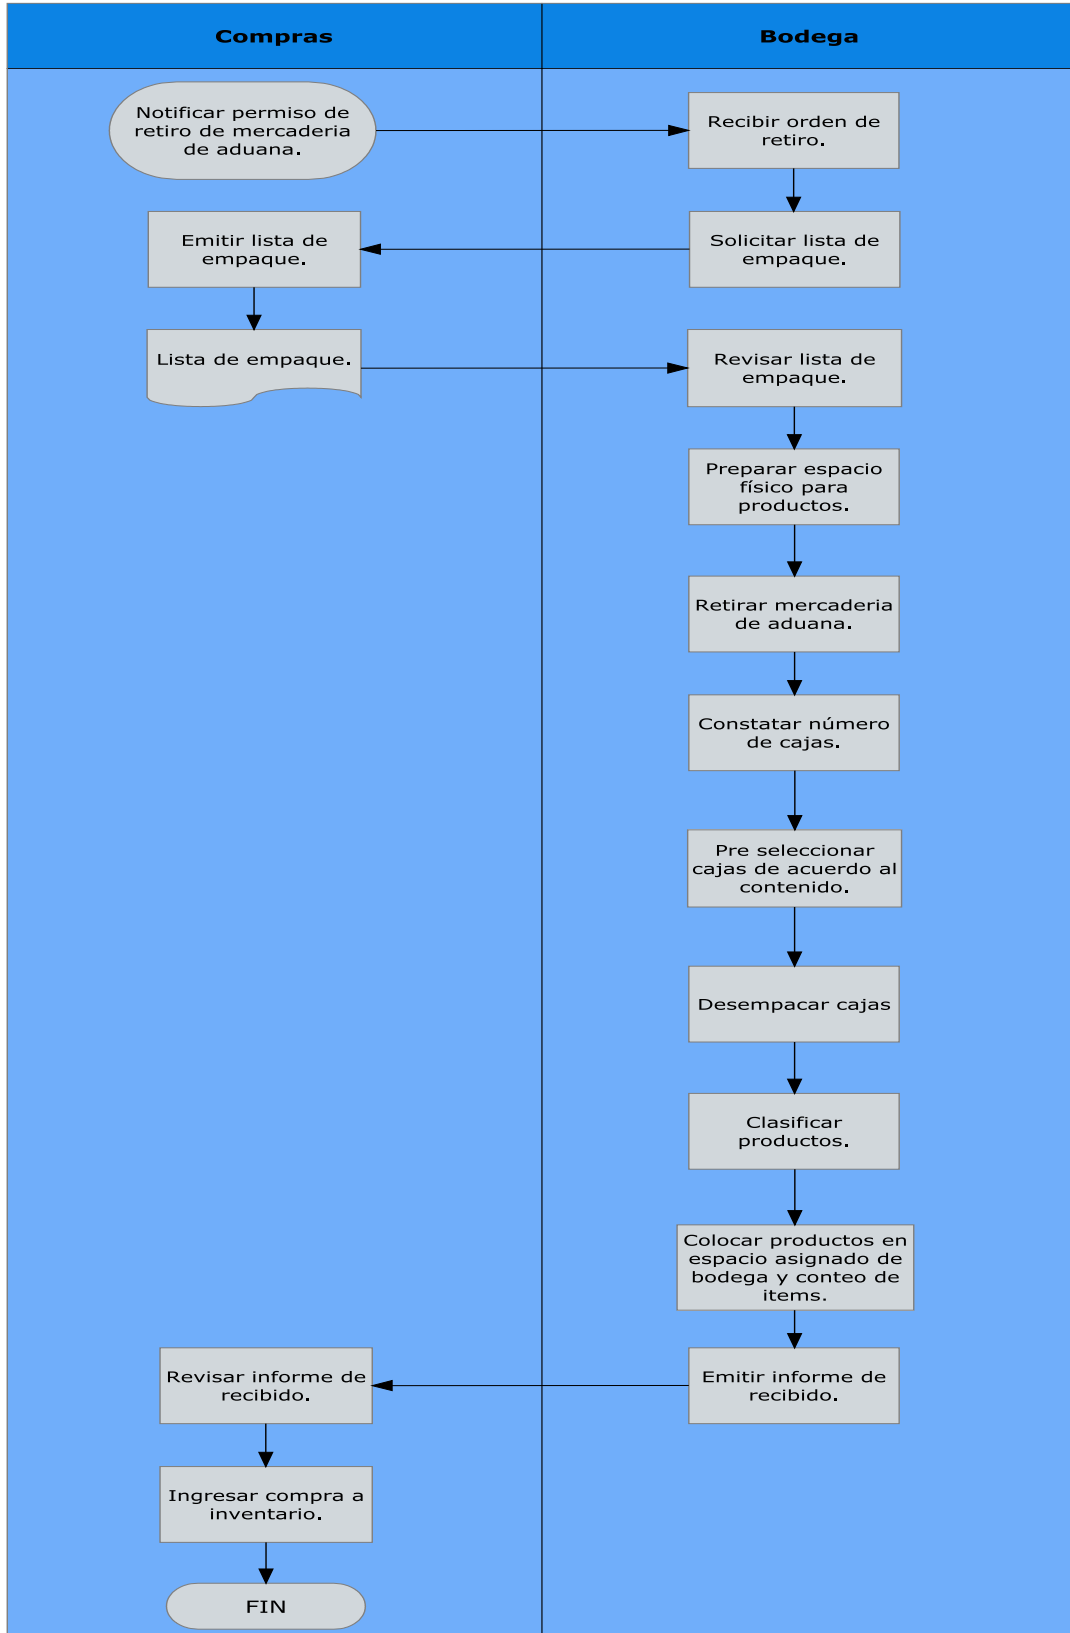 Compras
Bodega
Notificar permiso de
retiro de mercaderia
de aduana.
Recibir orden de
retiro.
Emitir lista de
empaque.
Solicitar lista de
empaque.
Lista de empaque.
Revisar lista de
empaque.
Preparar espacio
físico para
productos.
Retirar mercaderia
de aduana.
Constatar número
de cajas.
Pre seleccionar
cajas de acuerdo al
contenido.
Desempacar cajas
Clasificar
productos.
Colocar productos en
espacio asignado de
bodega y conteo de
items.
Revisar informe de
recibido.
Emitir informe de
recibido.
Ingresar compra a
inventario.
FIN